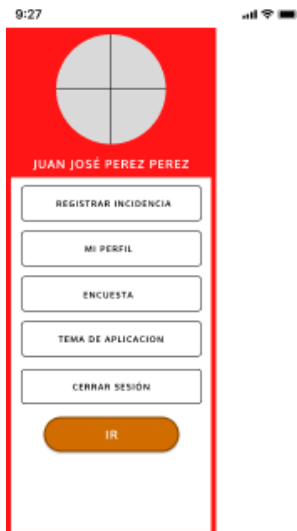 9:27
JUAN JOSÉ PEREZ PEREZ
REGISTRAR INCIDENCIA
MI PERFIL
ENCUESTA
TEMA DE APLICACION
CERRAR SESIÓN
IR